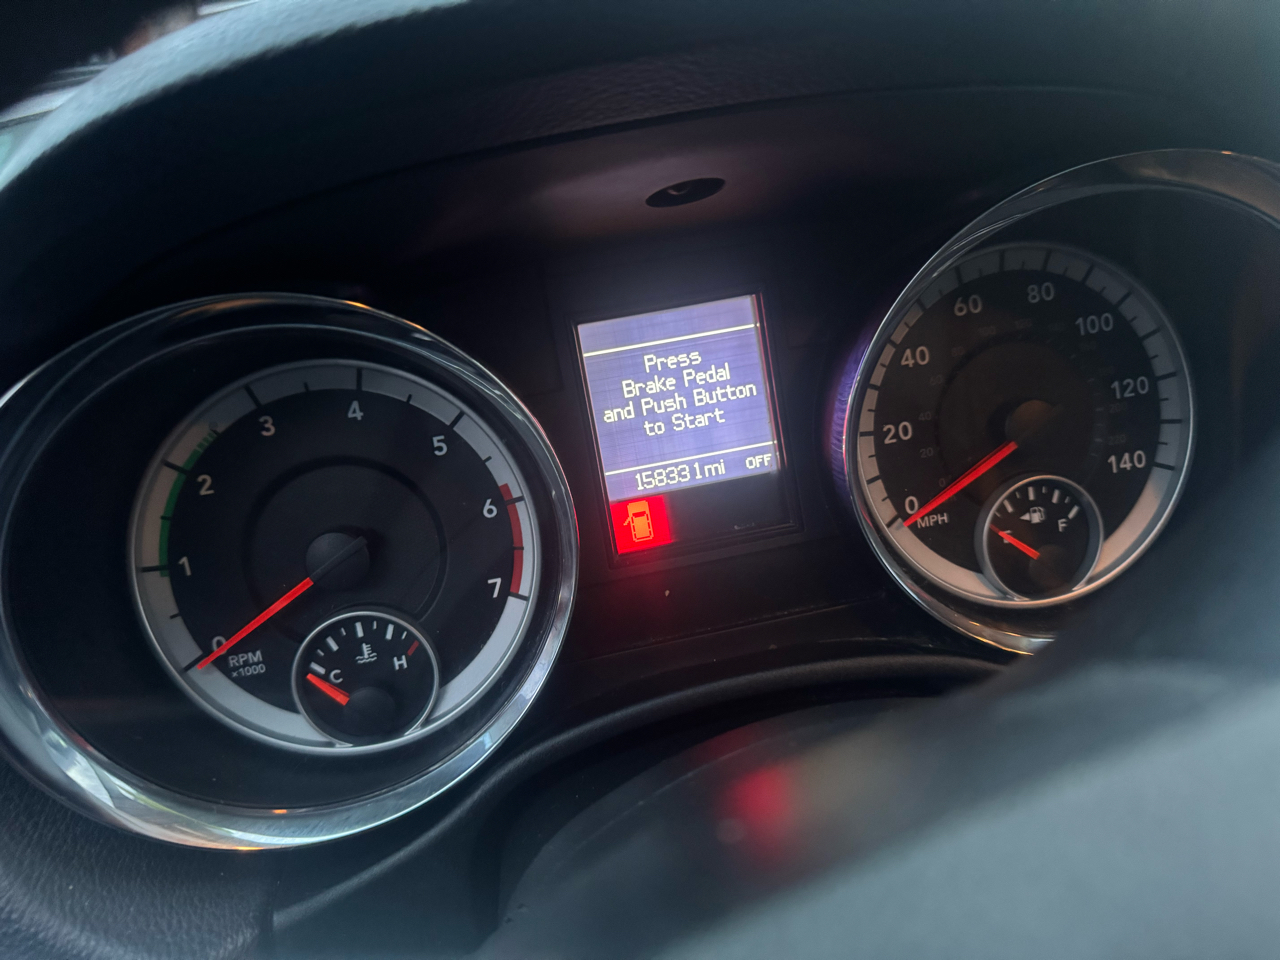 Press
Brake Pedal
and Push Button
to Start
158331mi OFF
0
1
2
3
4
5
6
7
RPM
x1000
C
H
0
20
40
60
80
100
120
140
MPH
F